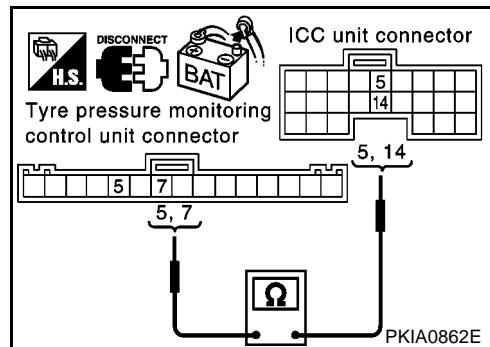 H.S.
DISCONNECT
BAT
ICC unit connector
Tyre pressure monitoring
control unit connector
5
14
5, 14
5 7
5, 7
Ω
PKIA0862E